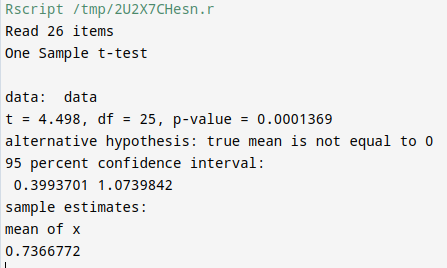 Rscript /tmp/2U2X7CHesn.r
Read 26 items
One Sample t-test
data:  data
t = 4.498, df = 25, p-value = 0.0001369
alternative hypothesis: true mean is not equal to 0
95 percent confidence interval:
 0.3993701 1.0739842
sample estimates:
mean of x
0.7366772